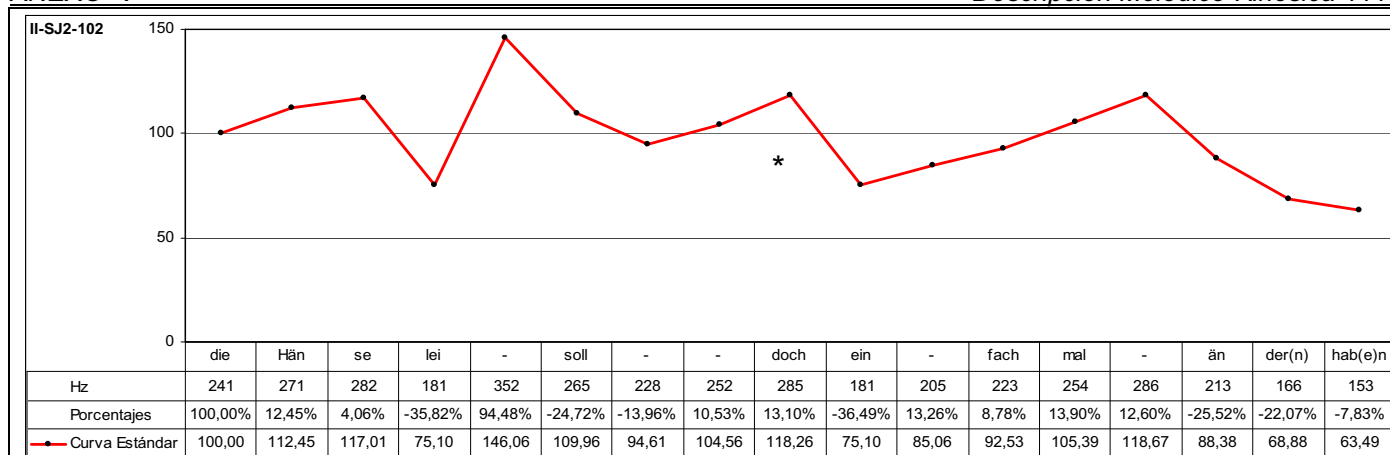 II-SJ2-102
150
100
*
50
0
die Hän se lei - soll - - doch ein - fach mal - än der(n) hab(e)n
Hz 241 271 282 181 352 265 228 252 285 181 205 223 254 286 213 166 153
Porcentajes 100,00% 12,45% 4,06% -35,82% 94,48% -24,72% -13,96% 10,53% 13,10% -36,49% 13,26% 8,78% 13,90% 12,60% -25,52% -22,07% -7,83%
Curva Estándar 100,00 112,45 117,01 75,10 146,06 109,96 94,61 104,56 118,26 75,10 85,06 92,53 105,39 118,67 88,38 68,88 63,49